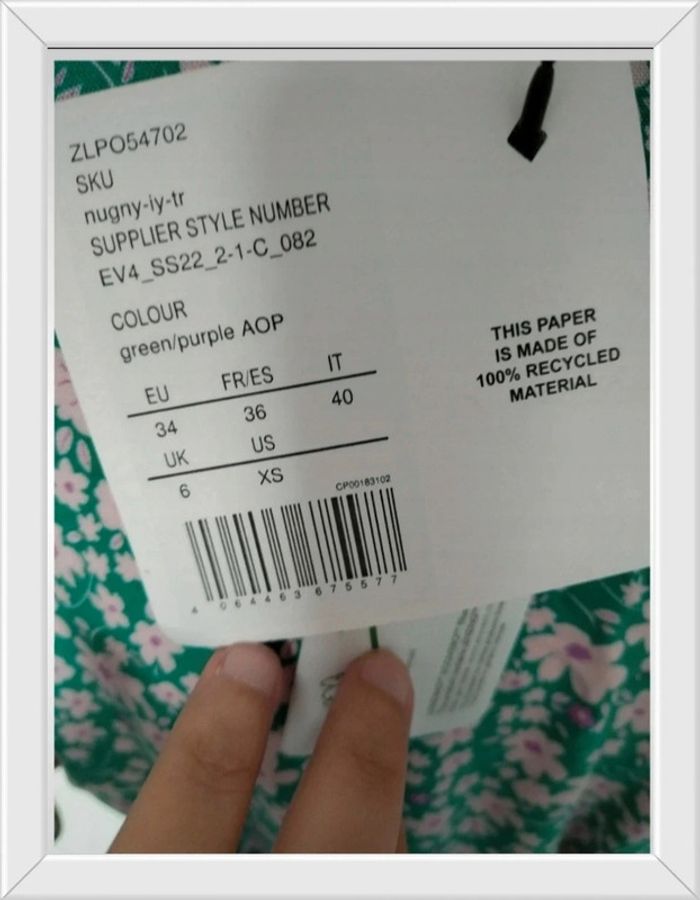 ZLPO54702
SKU
nugny-iy-tr
SUPPLIER STYLE NUMBER
EV4_SS22_2-1-C_082
COLOUR
green/purple AOP
EU FR/ES IT
34 36 40
UK US
6 XS
CP00183102
4 064463 675577
THIS PAPER
IS MADE OF
100% RECYCLED
MATERIAL